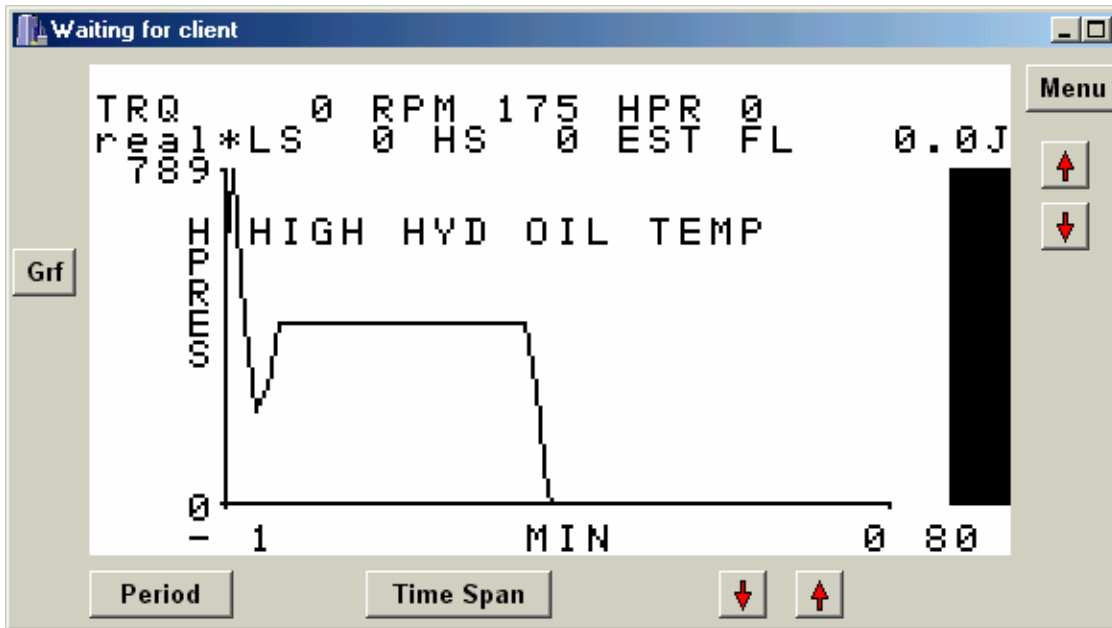 Waiting for client
Menu
TRQ 0 RPM 175 HPR 0
real*LS 0 HS 0 EST FL 0.0J
789
HIGH HYD OIL TEMP
HPRES
Grf
0
- 1 MIN 0 80
Period Time Span